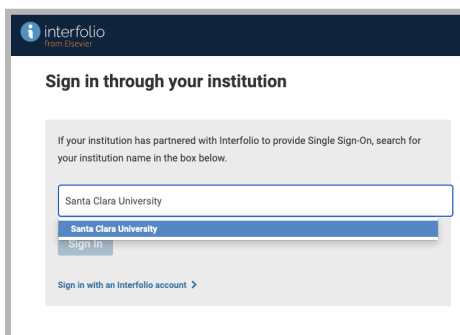 interfolio
from Elsevier
Sign in through your institution
If your institution has partnered with Interfolio to provide Single Sign-On, search for
your institution name in the box below.
Santa Clara University
Santa Clara University
Sign In
Sign in with an Interfolio account >